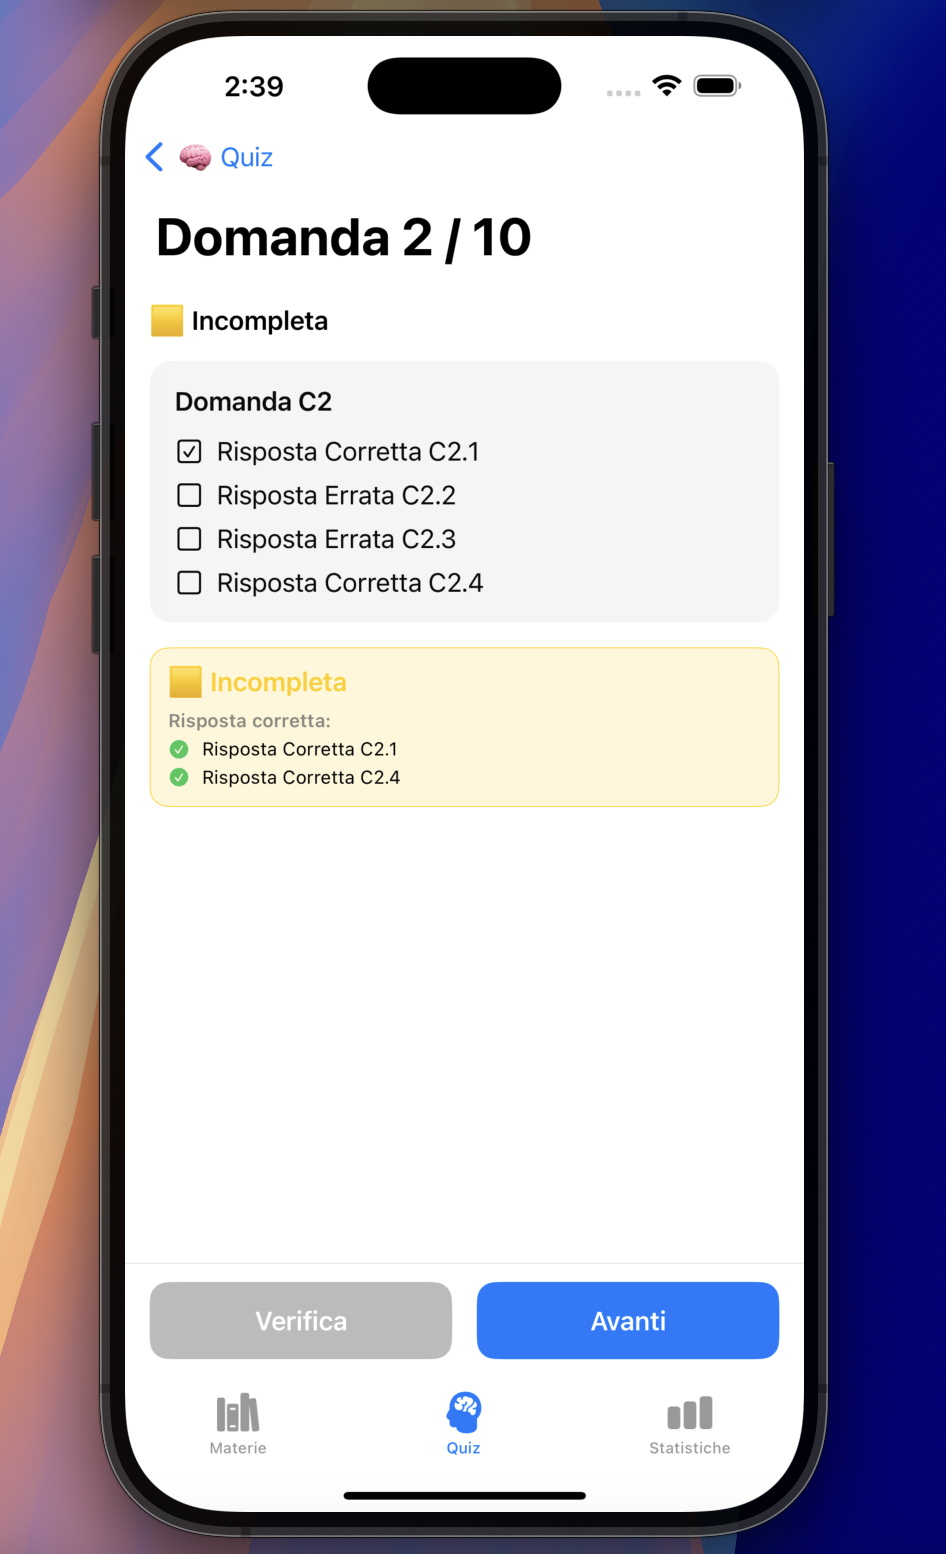 2:39
Quiz
Domanda 2 / 10
Incompleta
Domanda C2
Risposta Corretta C2.1
Risposta Errata C2.2
Risposta Errata C2.3
Risposta Corretta C2.4
Incompleta
Risposta corretta:
Risposta Corretta C2.1
Risposta Corretta C2.4
Verifica
Avanti
Materie
Quiz
Statistiche